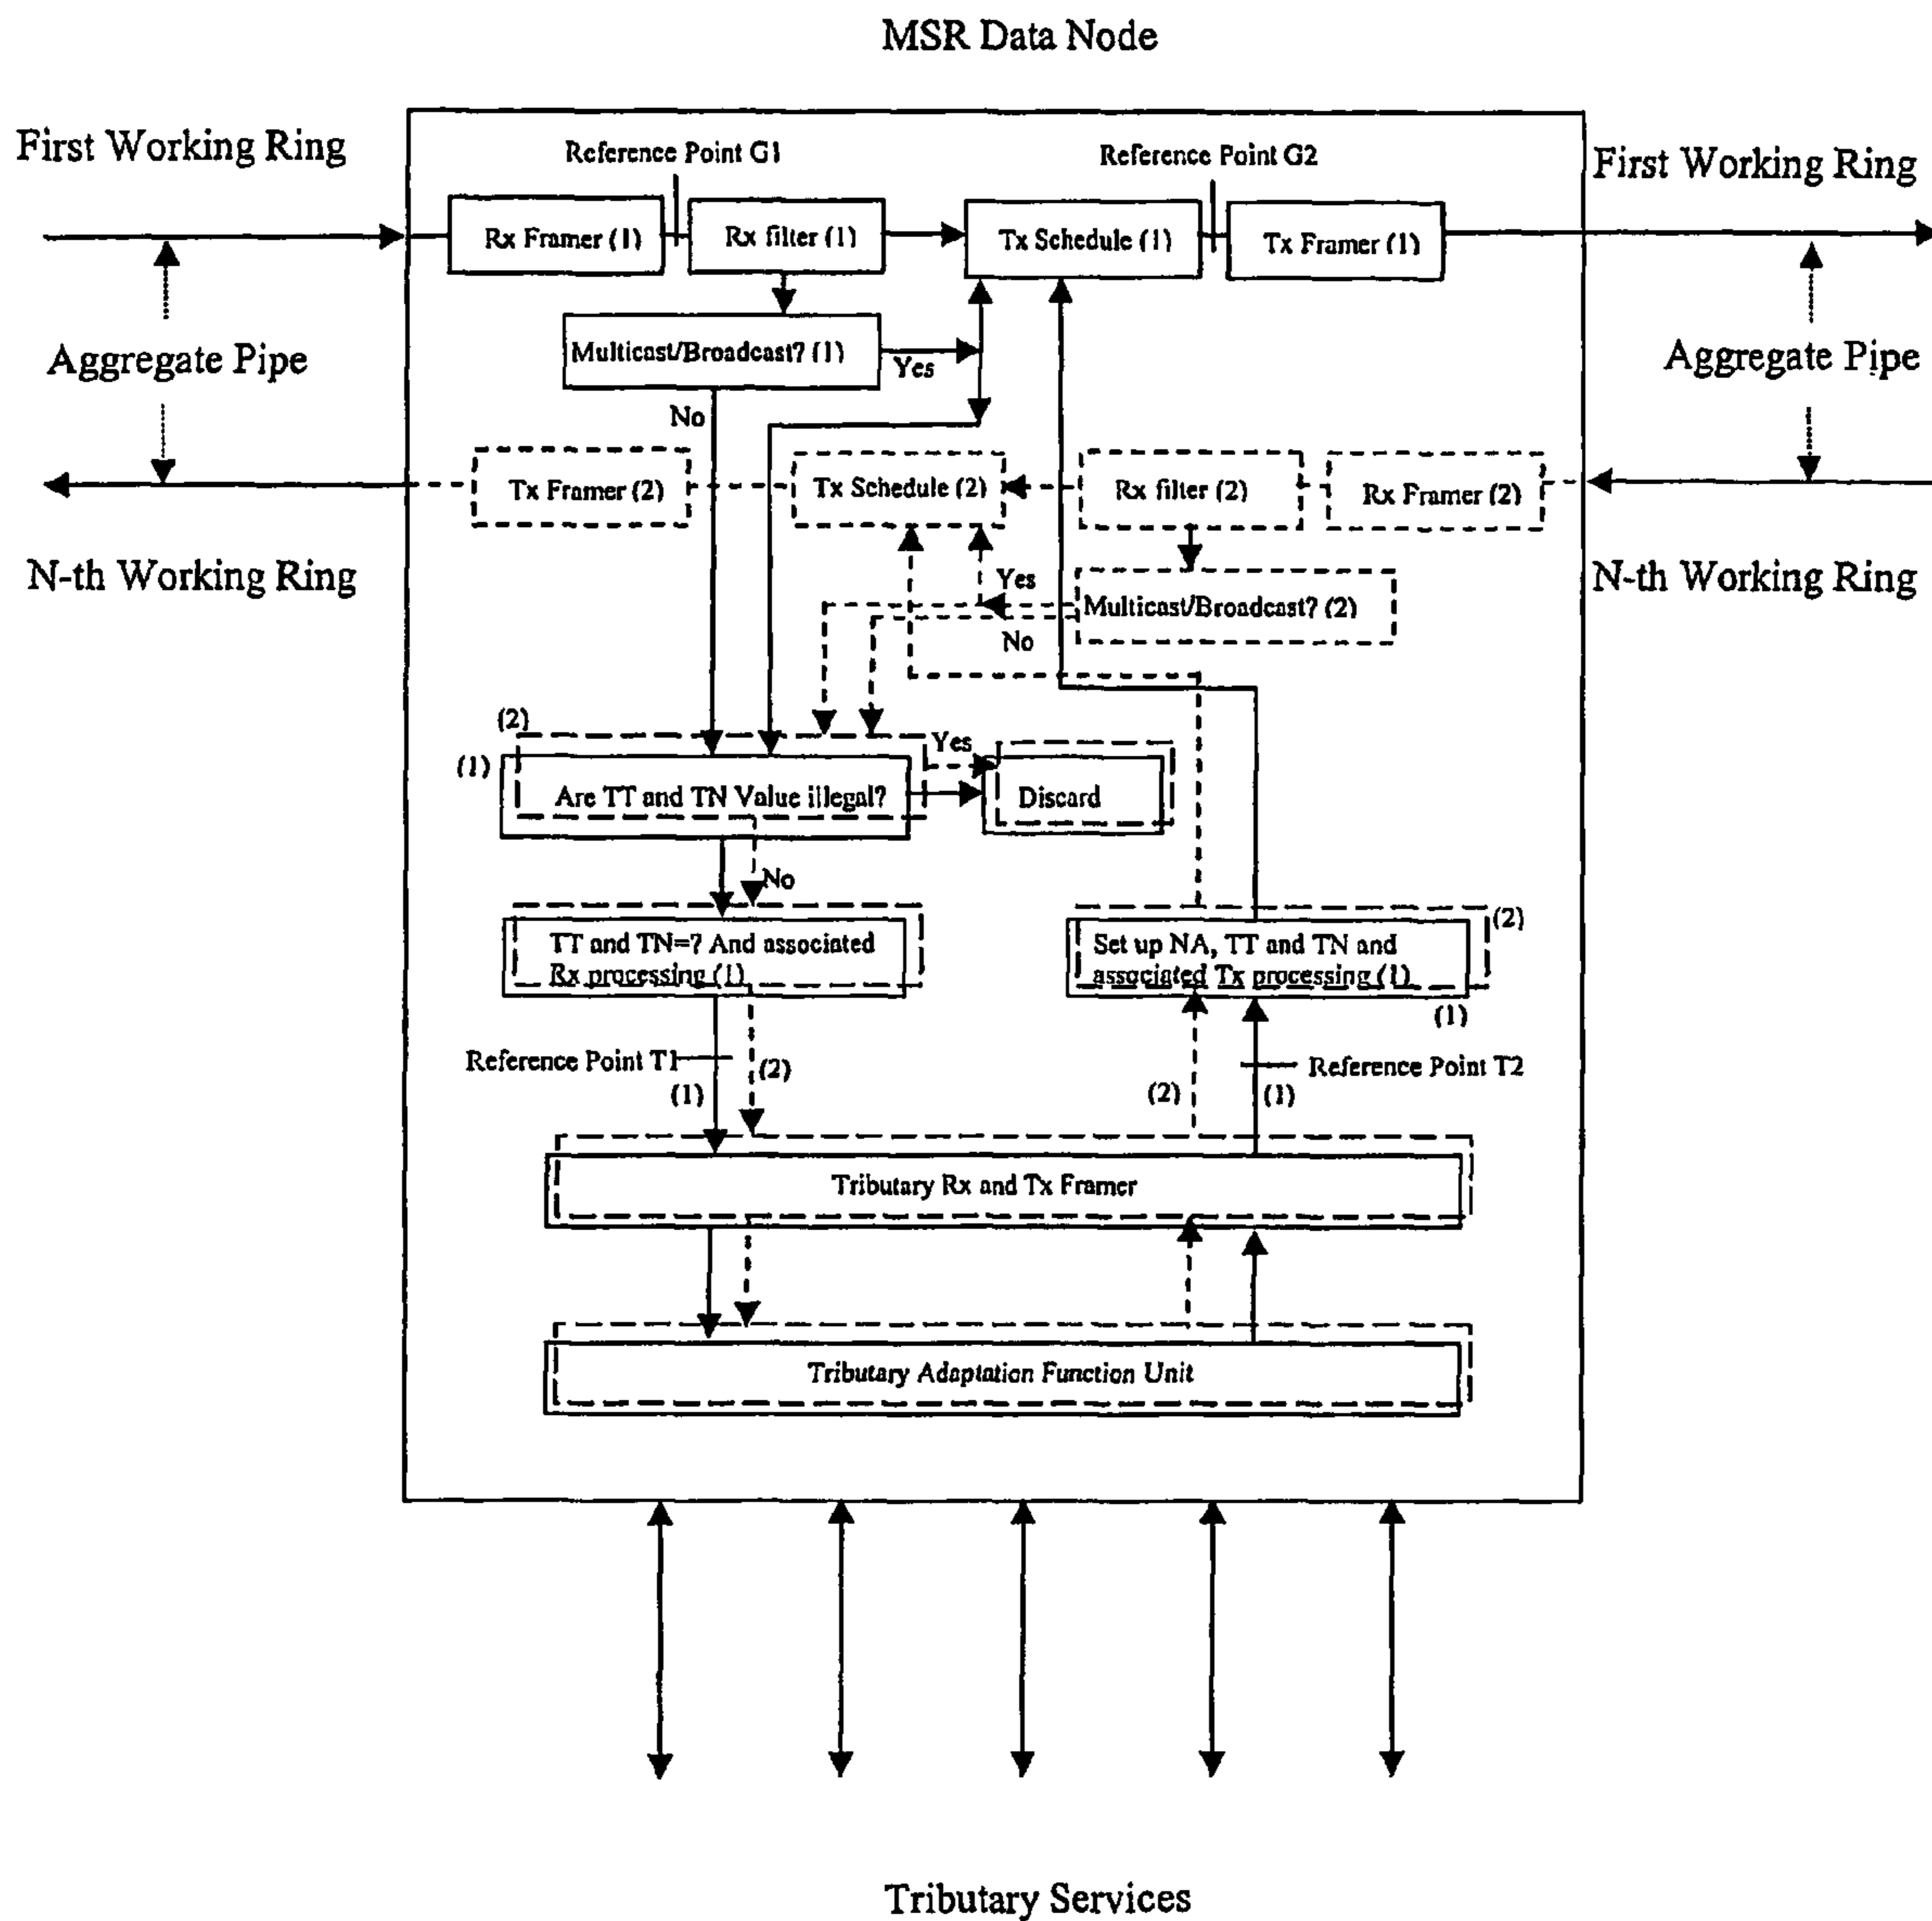 MSR Data Node
First Working Ring
Reference Point G1
Reference Point G2
First Working Ring
Rx Framer (1)
Rx filter (1)
Tx Schedule (1)
Tx Framer (1)
Aggregate Pipe
Multicast/Broadcast? (1)
Yes
Aggregate Pipe
No
Tx Framer (2)
Tx Schedule (2)
Rx filter (2)
Rx Framer (2)
N-th Working Ring
Yes
Multicast/Broadcast? (2)
No
N-th Working Ring
(2)
(1)
Are TT and TN Value illegal?
Yes
Discard
No
TT and TN=? And associated
Rx processing (1)
Set up NA, TT and TN and
associated Tx processing (1)
(2)
(1)
Reference Point T1
(2)
(1)
(2)
(1)
Reference Point T2
Tributary Rx and Tx Framer
Tributary Adaptation Function Unit
Tributary Services